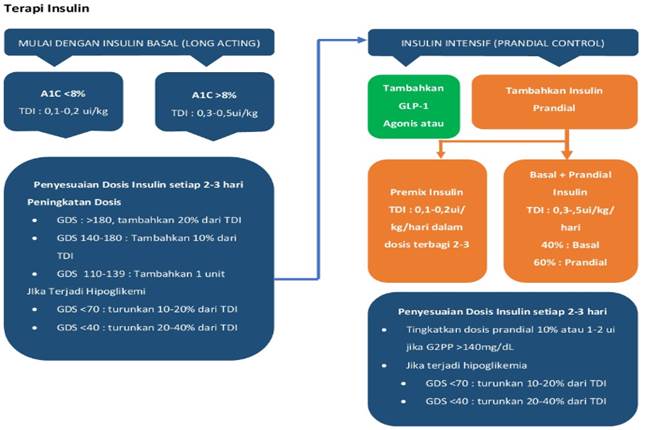 Terapi Insulin
MULAI DENGAN INSULIN BASAL (LONG ACTING)
A1C <8%
TDI : 0,1-0,2 ui/kg
A1C >8%
TDI : 0,3-0,5ui/kg
Penyesuaian Dosis Insulin setiap 2-3 hari
Peningkatan Dosis
• GDS : >180, tambahkan 20% dari TDI
• GDS 140-180 : Tambahkan 10% dari
TDI
• GDS 110-139 : Tambahkan 1 unit
JIka Terjadi Hipoglikemi
• GDS <70 : turunkan 10-20% dari TDI
• GDS <40 : turunkan 20-40% dari TDI
INSULIN INTENSIF (PRANDIAL CONTROL)
Tambahkan
GLP-1
Agonis atau
Tambahkan Insulin
Prandial
Premix Insulin
TDI : 0,1-0,2ui/
kg/hari dalam
dosis terbagi 2-3
Basal + Prandial
Insulin
TDI : 0,3-,5ui/kg/
hari
40% : Basal
60% : Prandial
Penyesuaian Dosis Insulin setiap 2-3 hari
• Tingkatkan dosis prandial 10% atau 1-2 ui
jika G2PP >140mg/dL
• Jika terjadi hipoglikemia
• GDS <70 : turunkan 10-20% dari TDI
• GDS <40 : turunkan 20-40% dari TDI